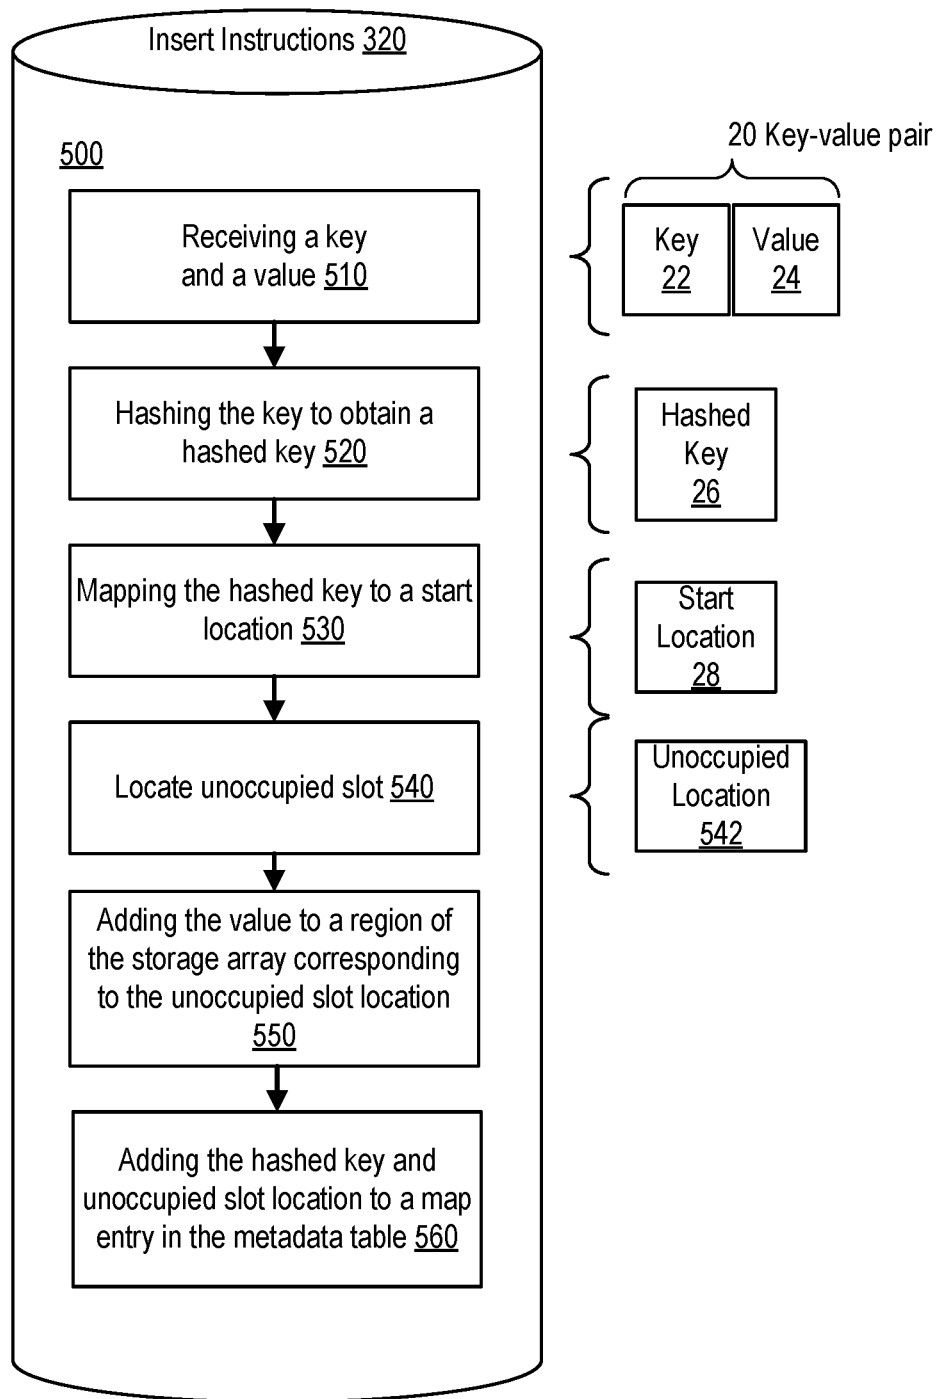 Insert Instructions 320
500
20 Key-value pair
Receiving a key
and a value 510
Key
22
Value
24
Hashing the key to obtain a
hashed key 520
Hashed
Key
26
Mapping the hashed key to a start
location 530
Start
Location
28
Locate unoccupied slot 540
Unoccupied
Location
542
Adding the value to a region of
the storage array corresponding
to the unoccupied slot location
550
Adding the hashed key and
unoccupied slot location to a map
entry in the metadata table 560